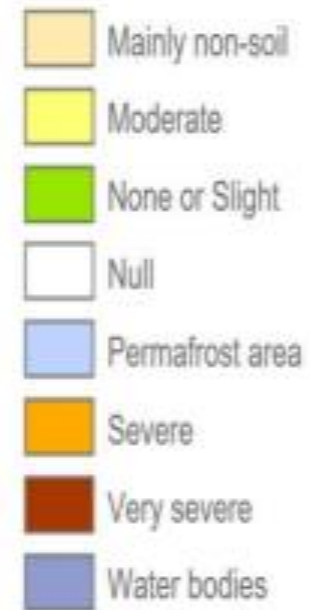 Mainly non-soil
Moderate
None or Slight
Null
Permafrost area
Severe
Very severe
Water bodies